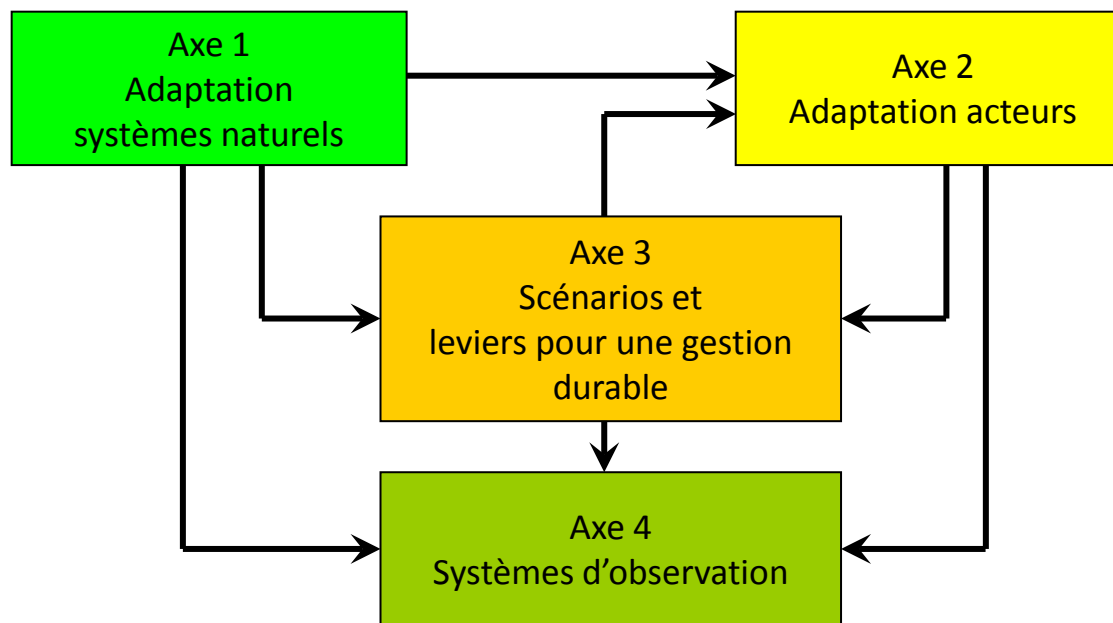 Axe 1
Adaptation
systèmes naturels
Axe 2
Adaptation acteurs
Axe 3
Scénarios et
leviers pour une gestion
durable
Axe 4
Systèmes d’observation